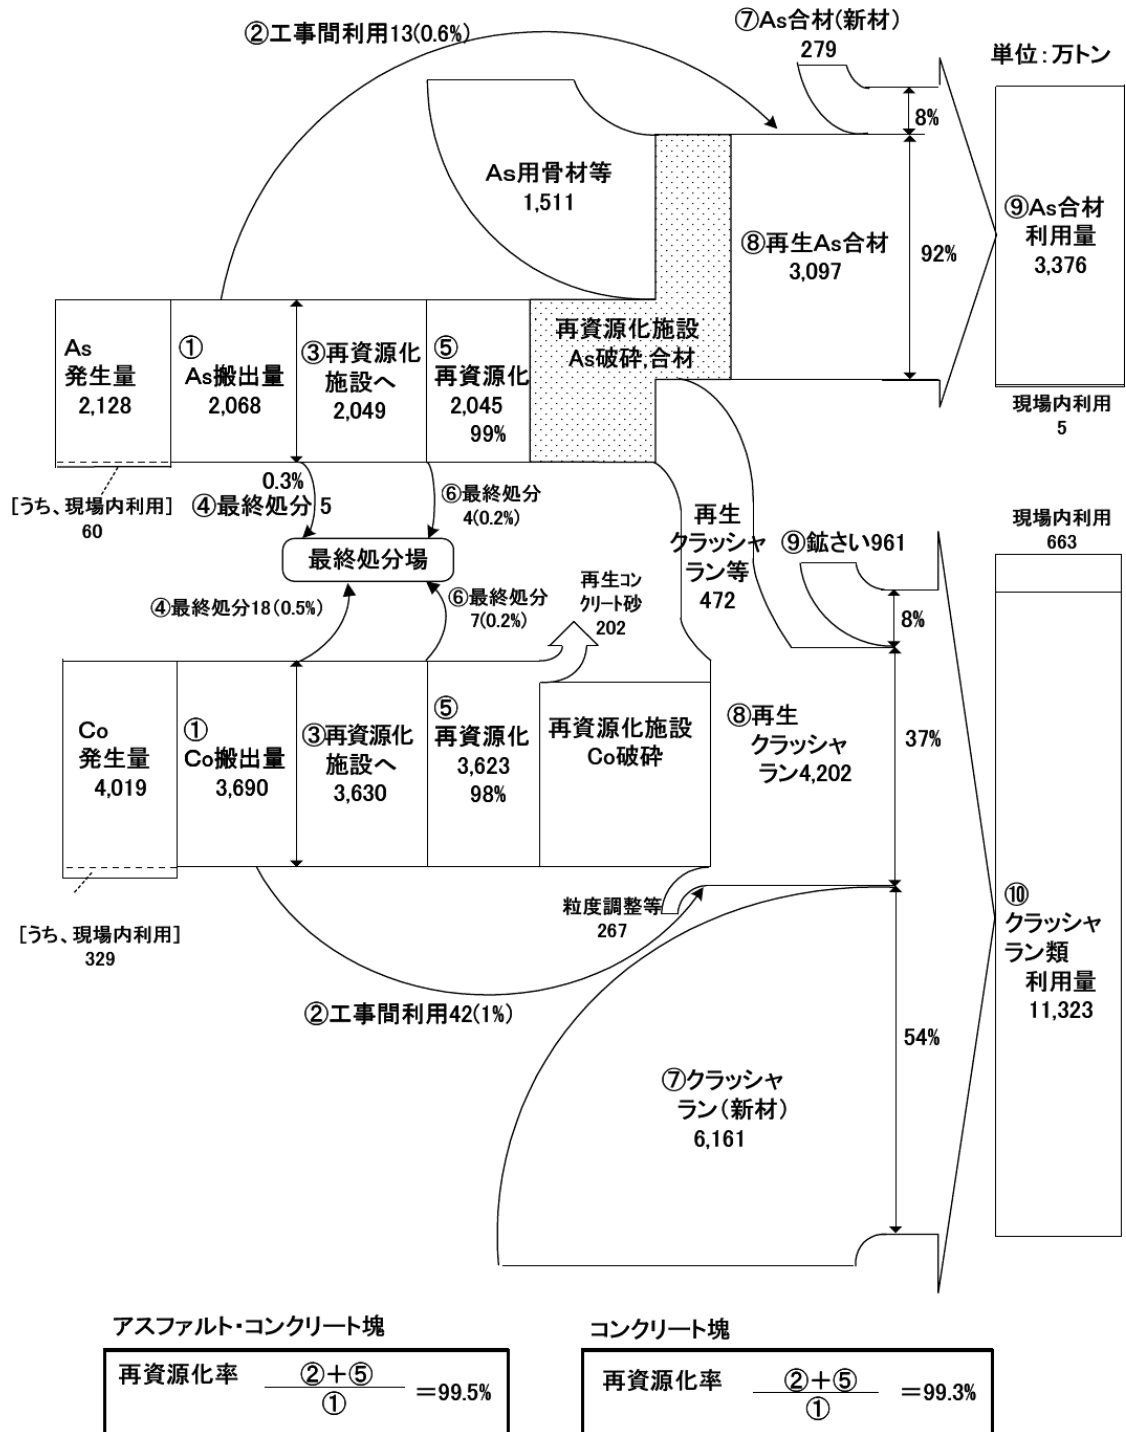 ②工事間利用13(0.6%)
⑦As合材(新材)
279
単位：万トン
8%
As用骨材等
1,511
⑧再生As合材
3,097
92%
⑨As合材
利用量
3,376
現場内利用
5
As
発生量
2,128
①
As搬出量
2,068
③再資源化
施設へ
2,049
⑤
再資源化
2,045
99%
再資源化施設
As破砕,合材
[うち、現場内利用]
60
0.3%
④最終処分 5
⑥最終処分
4(0.2%)
最終処分場
④最終処分18(0.5%)
⑥最終処分
7(0.2%)
再生コン
クリート砂
202
再生
クラッシャ
ラン等
472
⑨鉱さい961
8%
現場内利用
663
Co
発生量
4,019
①
Co搬出量
3,690
③再資源化
施設へ
3,630
⑤
再資源化
3,623
98%
再資源化施設
Co破砕
⑧再生
クラッシャ
ラン4,202
37%
[うち、現場内利用]
329
粒度調整等
267
②工事間利用42(1%)
⑦クラッシャ
ラン（新材）
6,161
54%
⑩
クラッシャ
ラン類
利用量
11,323
アスファルト・コンクリート塊
再資源化率
②＋⑤
①
＝99.5%
コンクリート塊
再資源化率
②＋⑤
①
＝99.3%